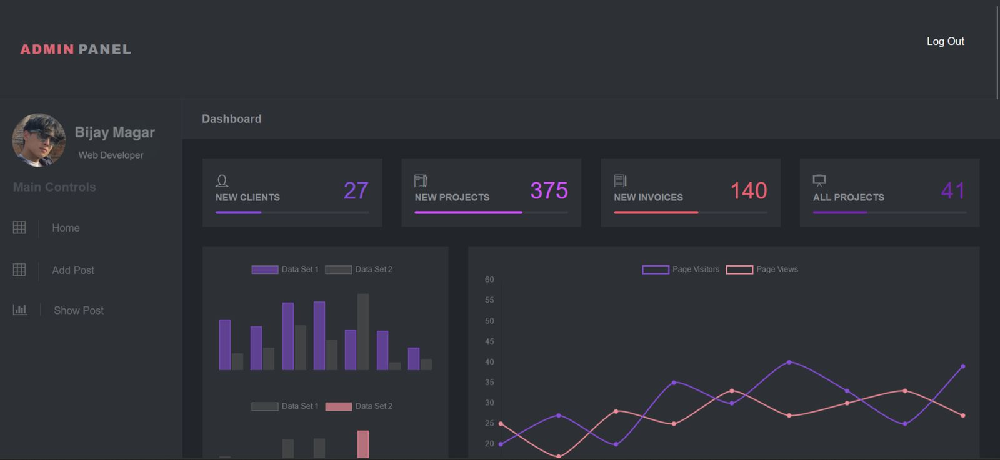 ADMIN PANEL
Log Out
Bijay Magar
Web Developer
Main Controls
Home
Add Post
Show Post
Dashboard
NEW CLIENTS
27
NEW PROJECTS
375
NEW INVOICES
140
ALL PROJECTS
41
Data Set 1 Data Set 2
Data Set 1 Data Set 2
Page Visitors Page Views
60
55
50
45
40
35
30
25
20